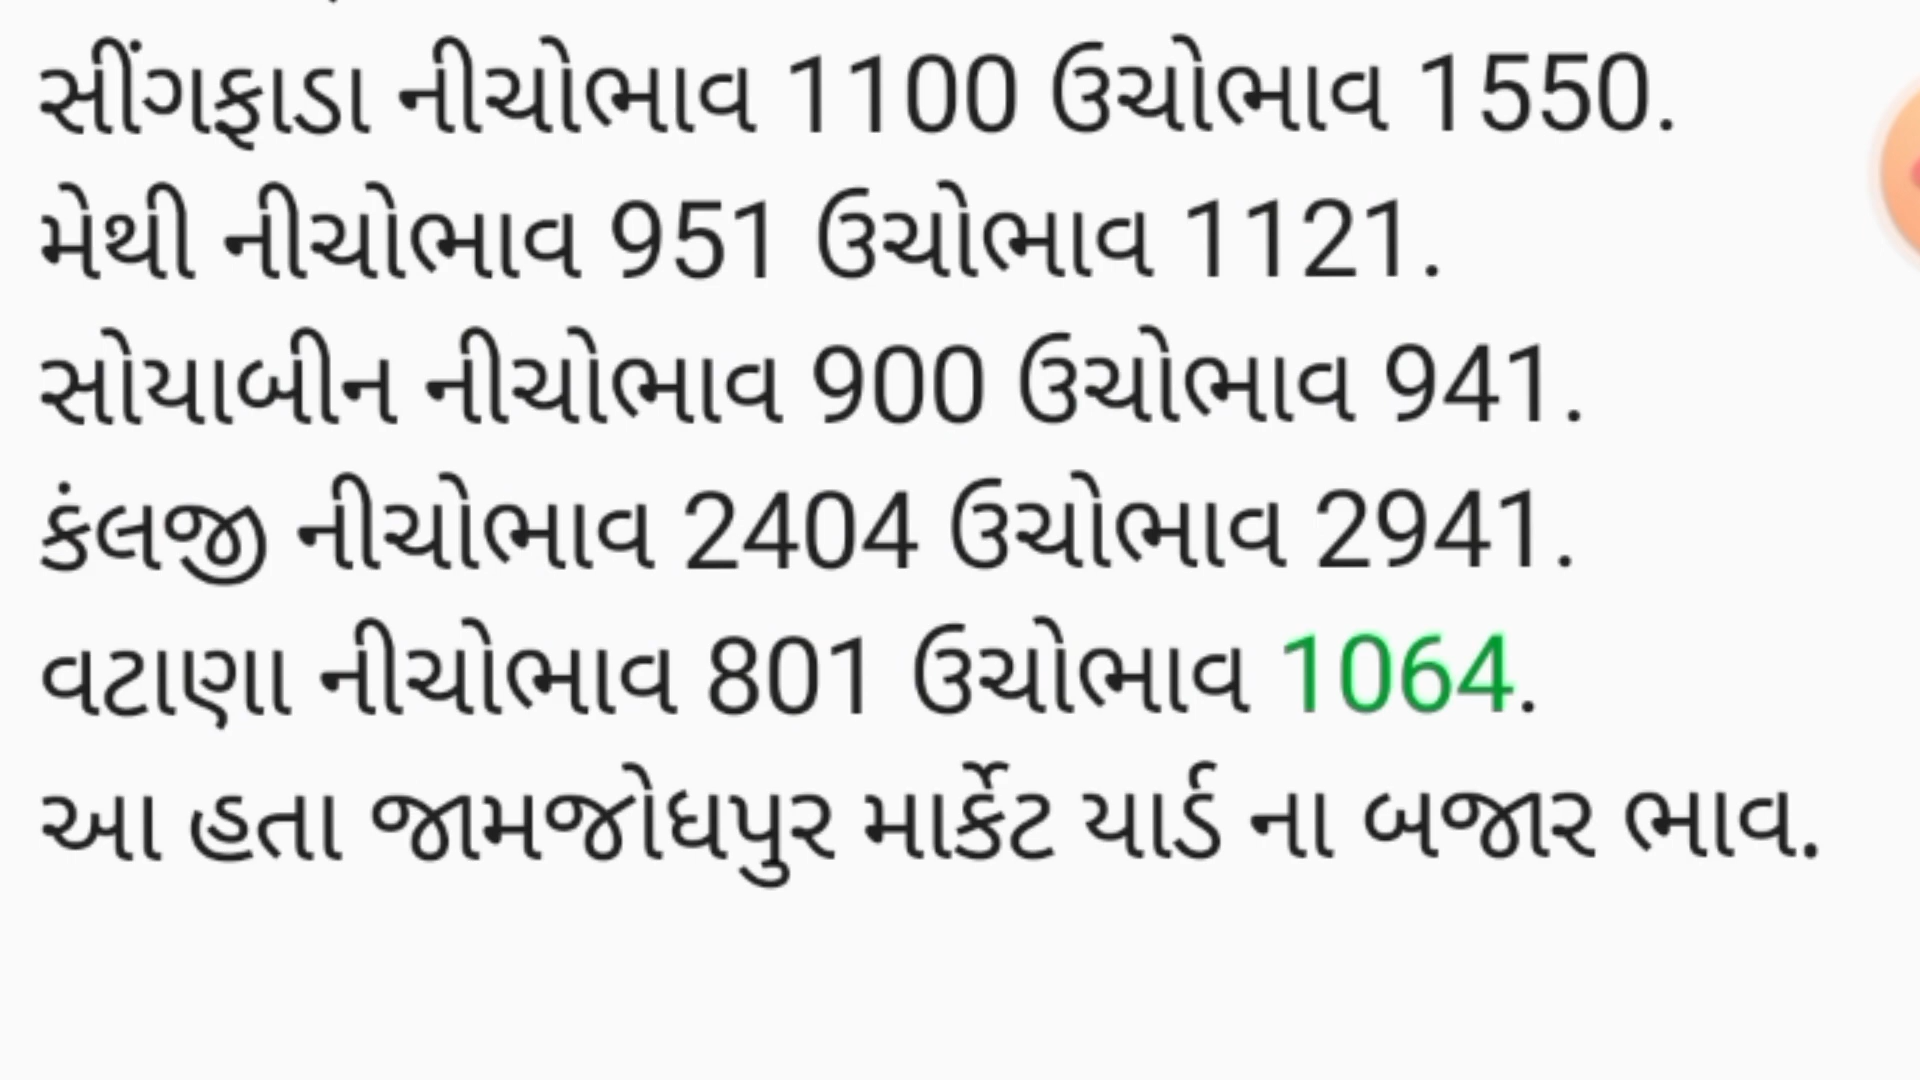 સીંગફાડા નીચોભાવ 1100 ઉચોભાવ 1550.
મેથી નીચોભાવ 951 ઉચોભાવ 1121.
સોયાબીન નીચોભાવ 900 ઉચોભાવ 941.
કંલજી નીચોભાવ 2404 ઉચોભાવ 2941.
વટાણા નીચોભાવ 801 ઉચોભાવ 1064.
આ હતા જામજોધપુર માર્કેટ યાર્ડ ના બજાર ભાવ.